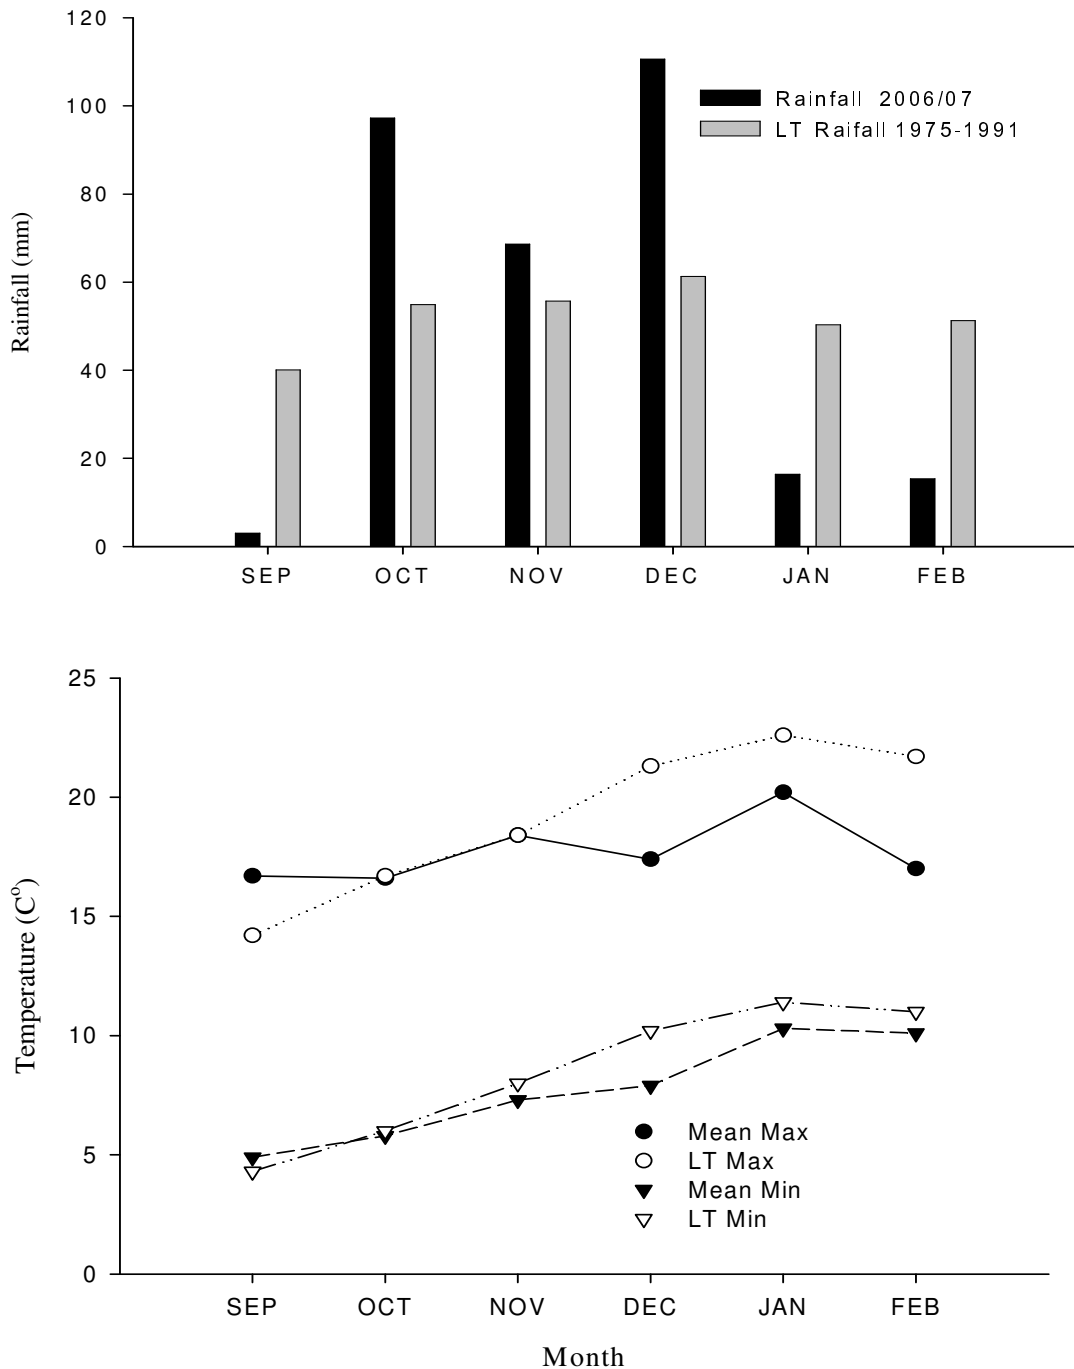 120
100
80
60
40
20
0
Rainfall (mm)
Rainfall 2006/07
LT Raifall 1975-1991
SEP OCT NOV DEC JAN FEB
25
20
15
10
5
0
Temperature (C°)
Mean Max
LT Max
Mean Min
LT Min
SEP OCT NOV DEC JAN FEB
Month